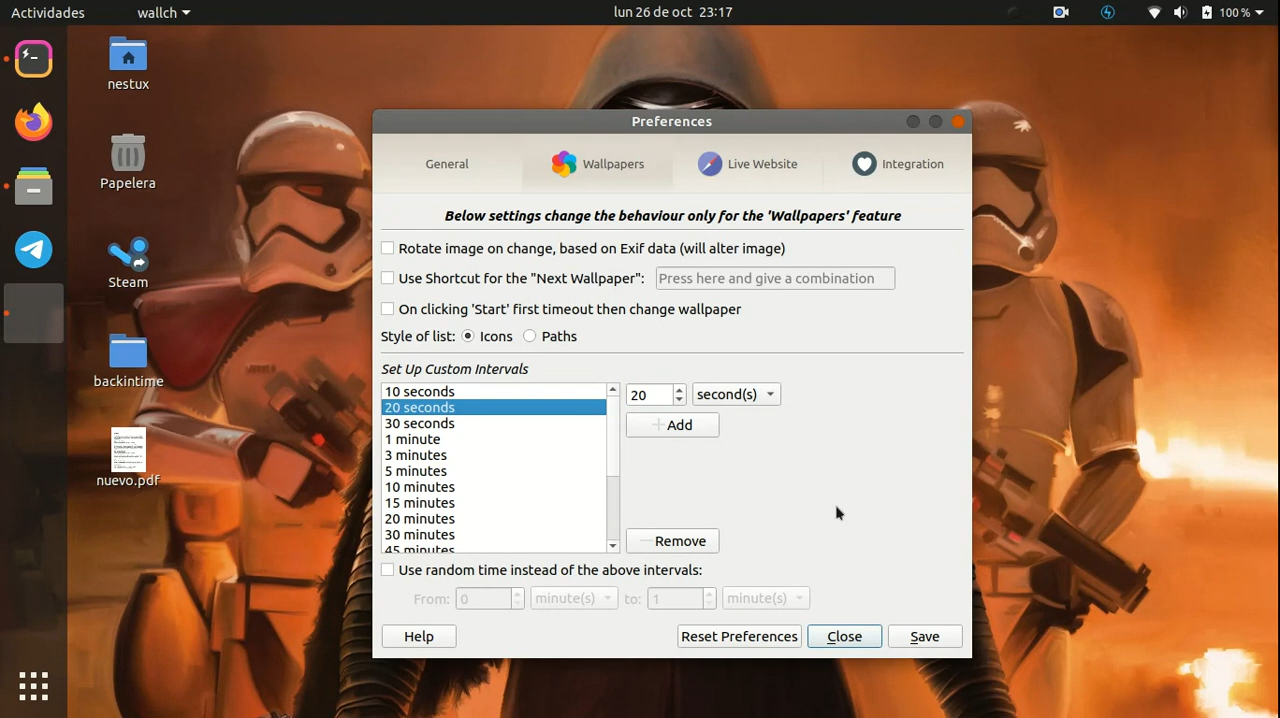 Actividades
wallch
lun 26 de oct 23:17
100 %
nestux
Papelera
Steam
backintime
nuevo.pdf
Preferences
General
Wallpapers
Live Website
Integration
Below settings change the behaviour only for the 'Wallpapers' feature
Rotate image on change, based on Exif data (will alter image)
Use Shortcut for the "Next Wallpaper": Press here and give a combination
On clicking 'Start' first timeout then change wallpaper
Style of list: Icons Paths
Set Up Custom Intervals
10 seconds
20 seconds
30 seconds
1 minute
3 minutes
5 minutes
10 minutes
15 minutes
20 minutes
30 minutes
45 minutes
20 second(s)
Add
Remove
Use random time instead of the above intervals:
From: 0 minute(s) to: 1 minute(s)
Help
Reset Preferences
Close
Save